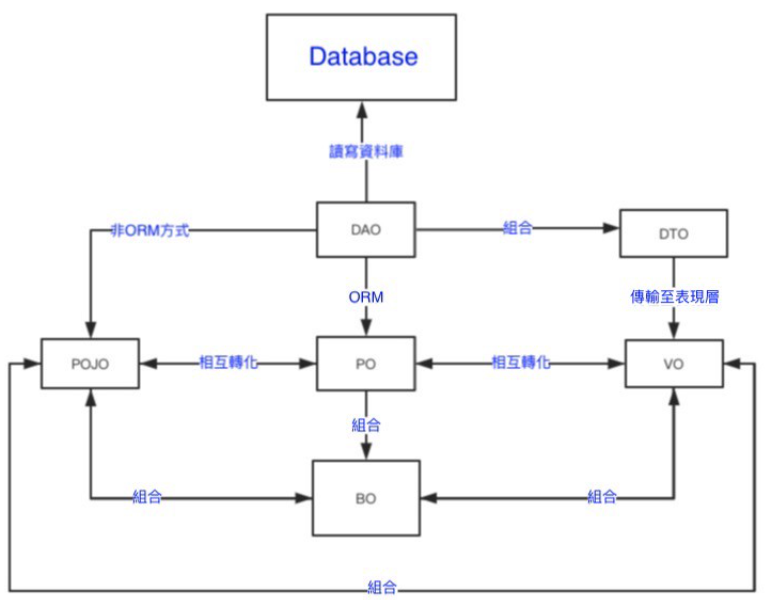 Database
讀寫資料庫
非ORM方式
DAO
組合
DTO
ORM
傳輸至表現層
POJO
相互轉化
PO
相互轉化
VO
組合
組合
BO
組合
組合